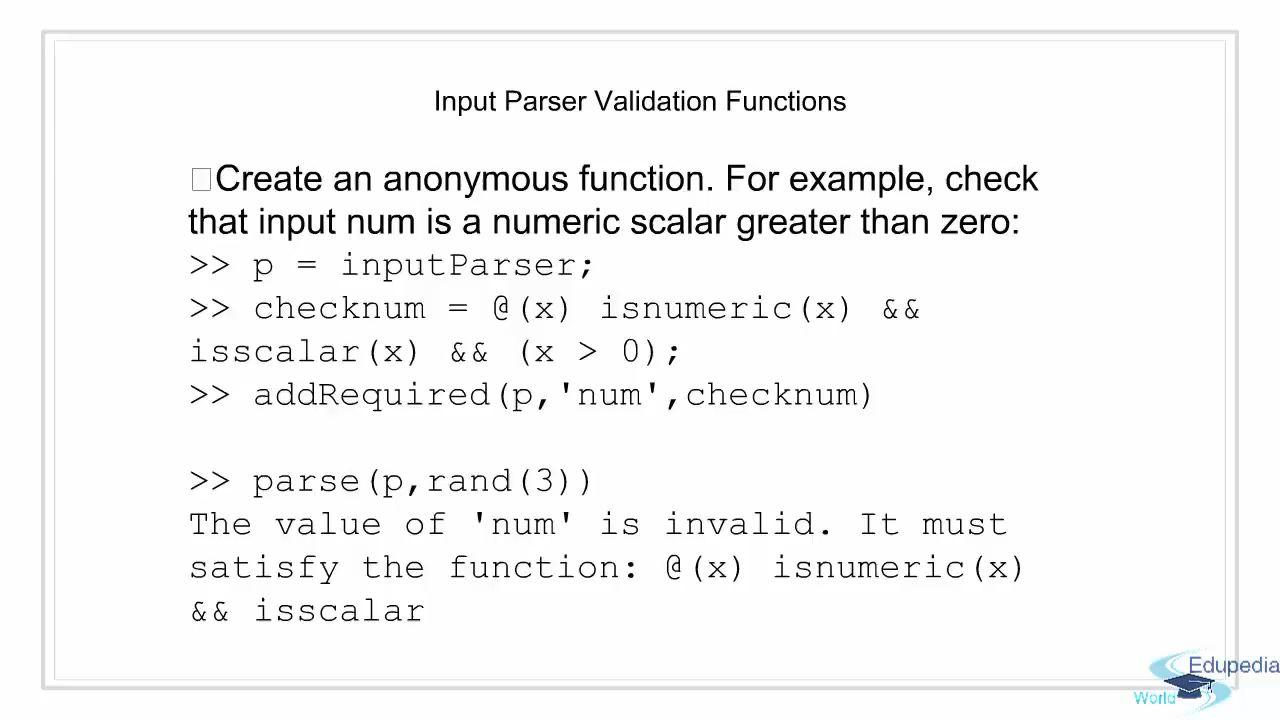 Input Parser Validation Functions
Create an anonymous function. For example, check
that input num is a numeric scalar greater than zero:
>> p = inputParser;
>> checknum = @(x) isnumeric(x) &&
isscalar(x) && (x > 0);
>> addRequired(p,'num',checknum)
>> parse(p,rand(3))
The value of 'num' is invalid. It must
satisfy the function: @(x) isnumeric(x)
&& isscalar
Edupedia
World